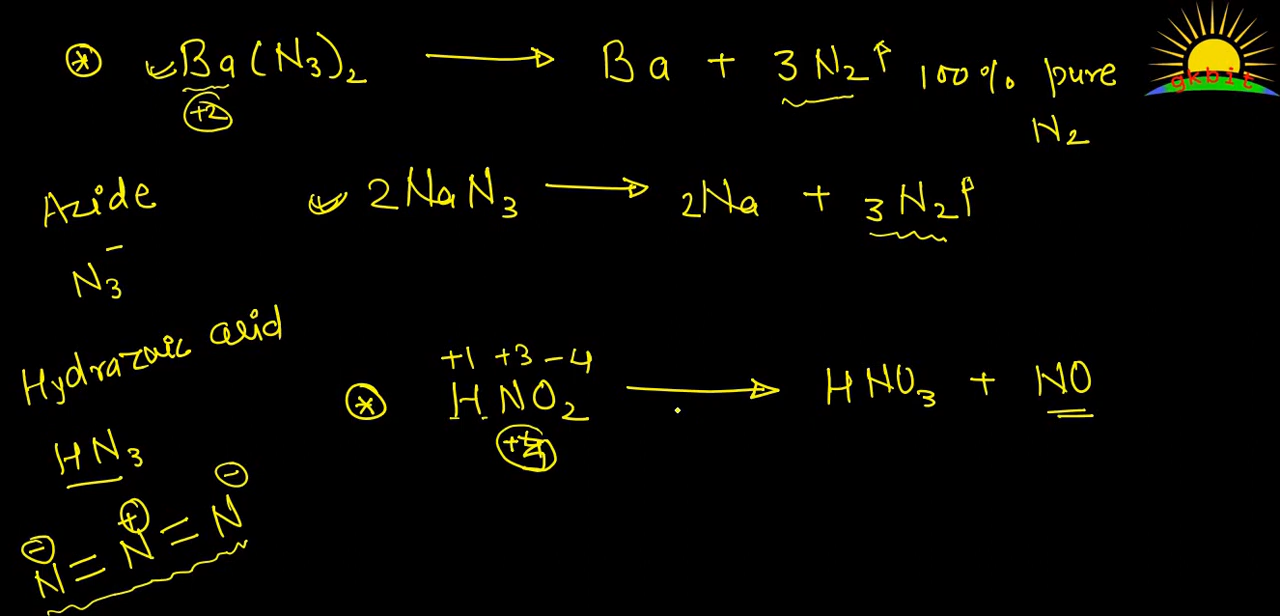 * Ba(N3)2 ⟶ Ba + 3N2↑ 100% pure
+2
N2
Azide
2NaN3 ⟶ 2Na + 3N2↑
N3⁻
Hydrazoic acid
+1 +3 -4
* HNO2 ⟶ HNO3 + NO
HN3
⊖ ⊕ ⊖
N=N=N
gkbit